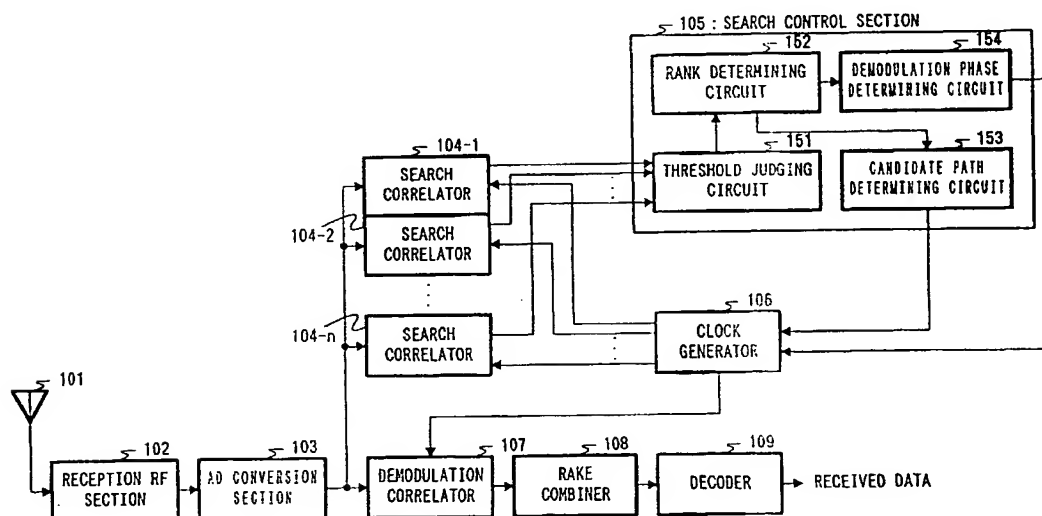 105 : SEARCH CONTROL SECTION
152
154
RANK DETERMINING
CIRCUIT
DEMODULATION PHASE
DETERMINING CIRCUIT
151
153
THRESHOLD JUDGING
CIRCUIT
CANDIDATE PATH
DETERMINING CIRCUIT
104-1
SEARCH
CORRELATOR
104-2
SEARCH
CORRELATOR
104-n
SEARCH
CORRELATOR
106
CLOCK
GENERATOR
101
102
RECEPTION RF
SECTION
103
AD CONVERSION
SECTION
107
DEMODULATION
CORRELATOR
108
RAKE
COMBINER
109
DECODER
RECEIVED DATA